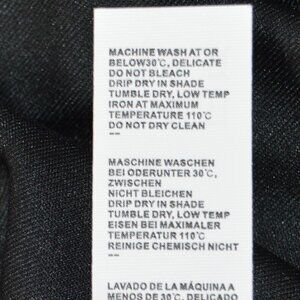 MACHINE WASH AT OR
BELOW30℃, DELICATE
DO NOT BLEACH
DRIP DRY IN SHADE
TUMBLE DRY, LOW TEMP
IRON AT MAXIMUM
TEMPERATURE 110℃
DO NOT DRY CLEAN
--
MASCHINE WASCHEN
BEI ODERUNTER 30℃,
ZWISCHEN
NICHT BLEICHEN
DRIP DRY IN SHADE
TUMBLE DRY, LOW TEMP
EISEN BEI MAXIMALER
TEMPERATUR 110℃
REINIGE CHEMISCH NICHT
--
LAVADO DE LA MÁQUINA A
MENOS DE 30℃, DELICADO